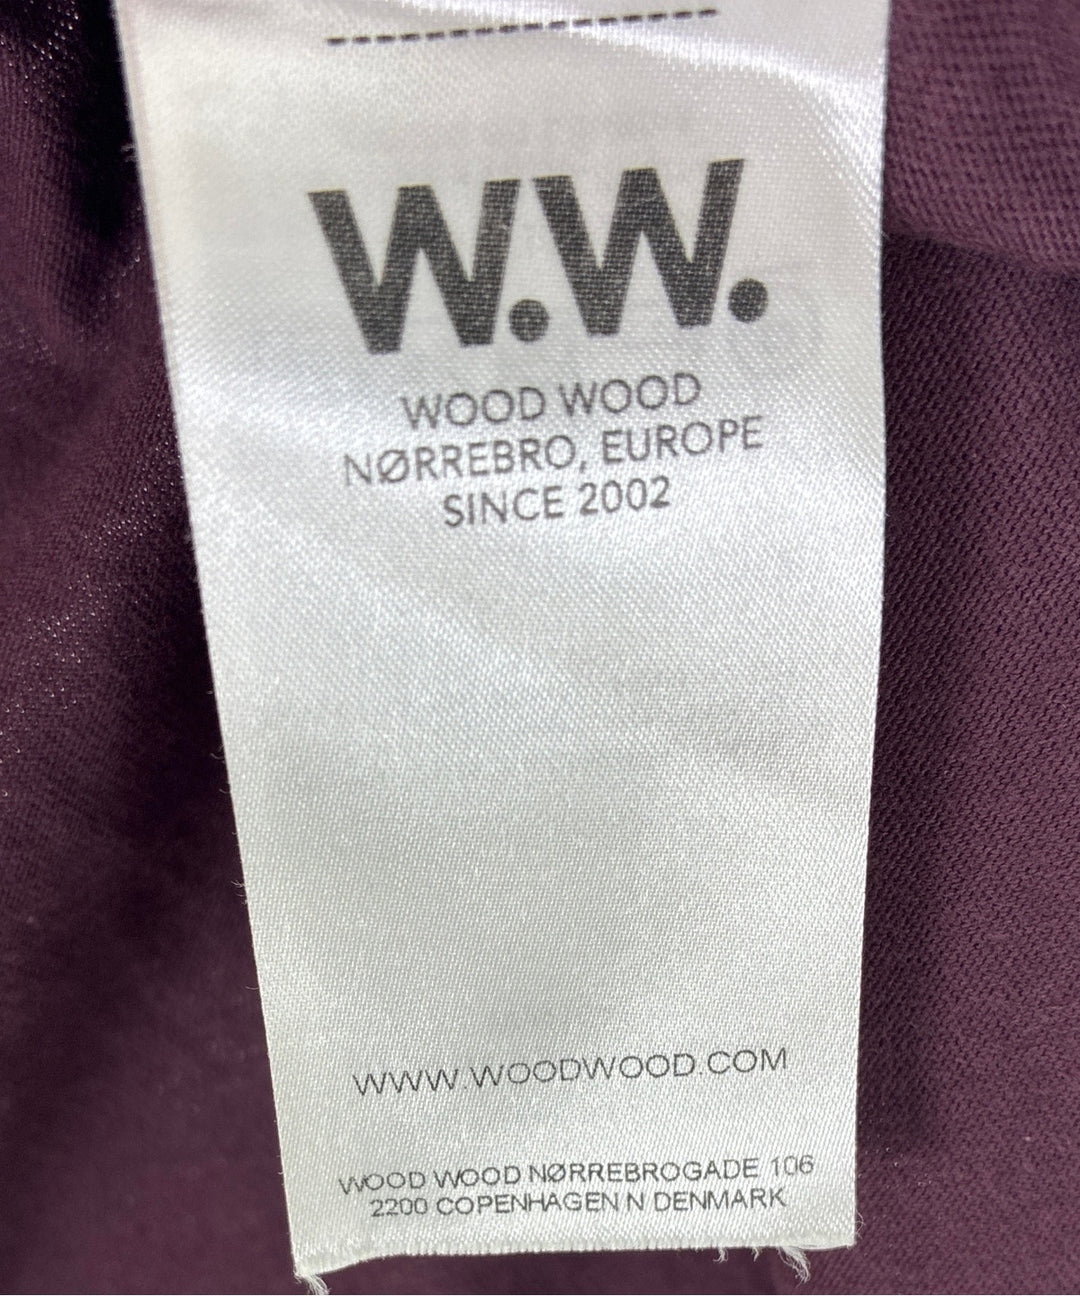 W.W.
WOOD WOOD
NØRREBRO, EUROPE
SINCE 2002
WWW.WOODWOOD.COM
WOOD WOOD NØRREBROGADE 106
2200 COPENHAGEN N DENMARK